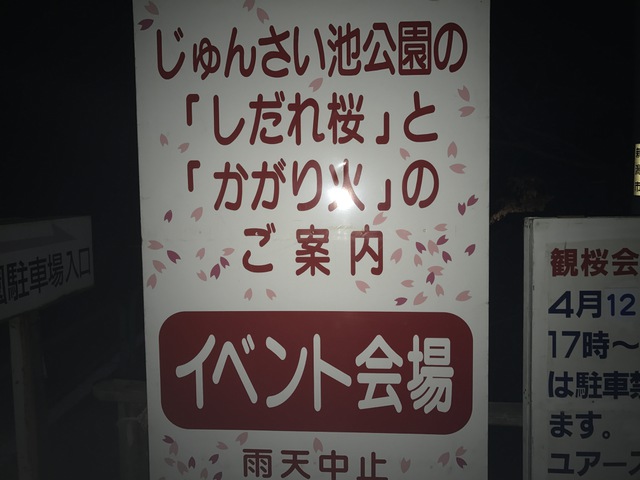 じゅんさい池公園の
「しだれ桜」と
「かがり火」の
ご案内
イベント会場
雨天中止
駐車場入口
観桜会
4月12
17時～
は駐車
ます。
ユアー